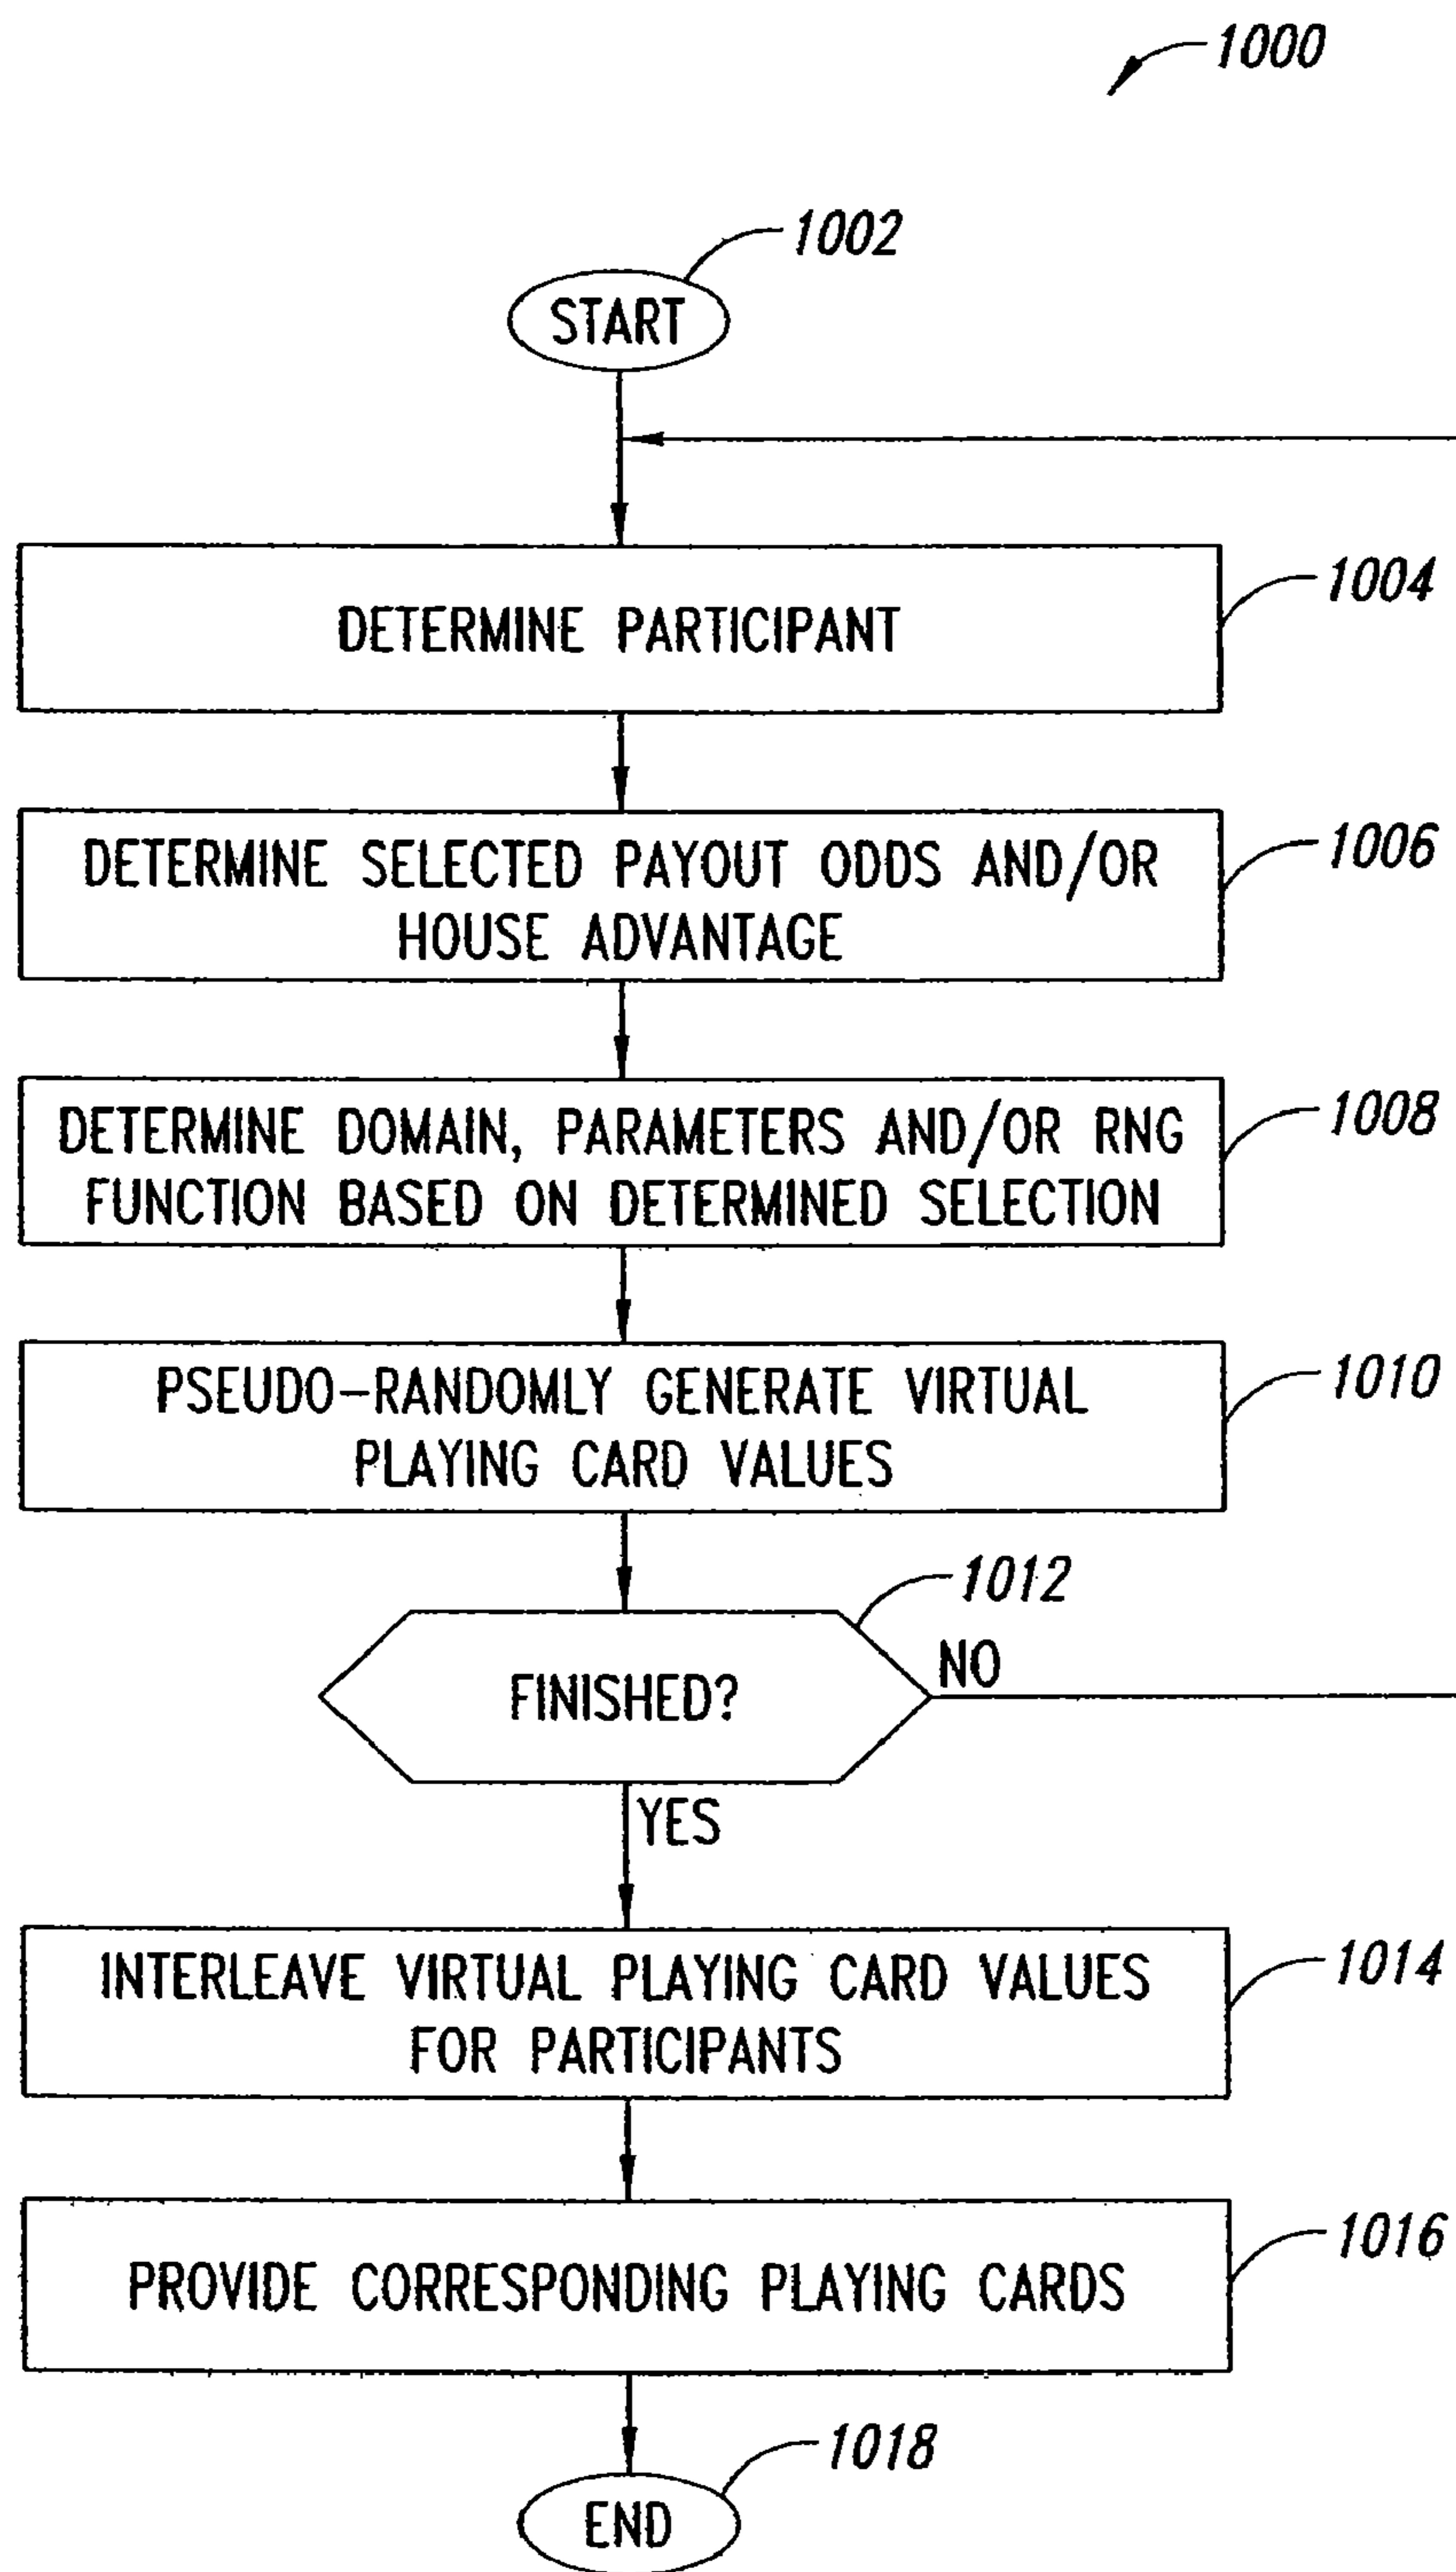 1000
1002
START
1004
DETERMINE PARTICIPANT
1006
DETERMINE SELECTED PAYOUT ODDS AND/OR
HOUSE ADVANTAGE
1008
DETERMINE DOMAIN, PARAMETERS AND/OR RNG
FUNCTION BASED ON DETERMINED SELECTION
1010
PSEUDO-RANDOMLY GENERATE VIRTUAL
PLAYING CARD VALUES
1012
NO
FINISHED?
YES
1014
INTERLEAVE VIRTUAL PLAYING CARD VALUES
FOR PARTICIPANTS
1016
PROVIDE CORRESPONDING PLAYING CARDS
1018
END